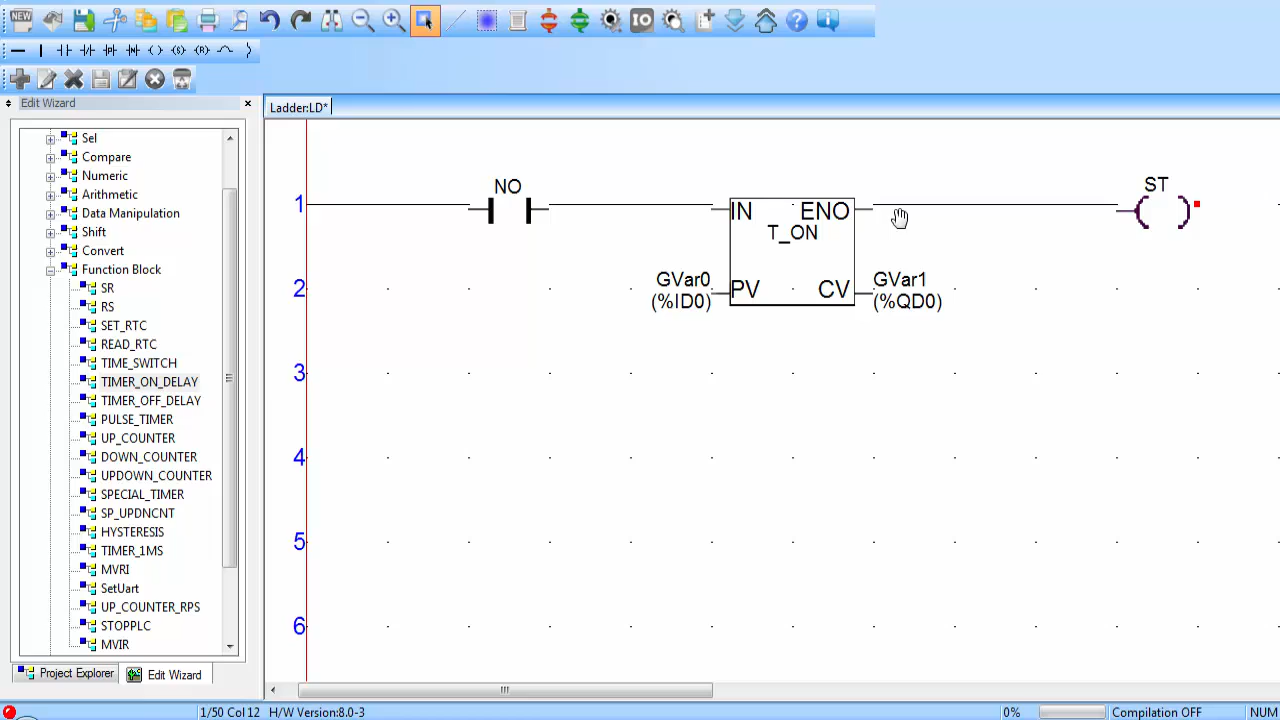 NEW
IO
(S)
(R)
Edit Wizard
Ladder:LD*
Sel
Compare
Numeric
Arithmetic
Data Manipulation
Shift
Convert
Function Block
SR
RS
SET_RTC
READ_RTC
TIME_SWITCH
TIMER_ON_DELAY
TIMER_OFF_DELAY
PULSE_TIMER
UP_COUNTER
DOWN_COUNTER
UPDOWN_COUNTER
SPECIAL_TIMER
SP_UPDNCNT
HYSTERESIS
TIMER_1MS
MVRI
SetUart
UP_COUNTER_RPS
STOPPLC
MVIR
Project Explorer
Edit Wizard
NO
ST
1
IN ENO
T_ON
GVar0
(%ID0)
PV CV
GVar1
(%QD0)
2
3
4
5
6
1/50 Col 12 H/W Version:8.0-3 0% Compilation OFF NUM